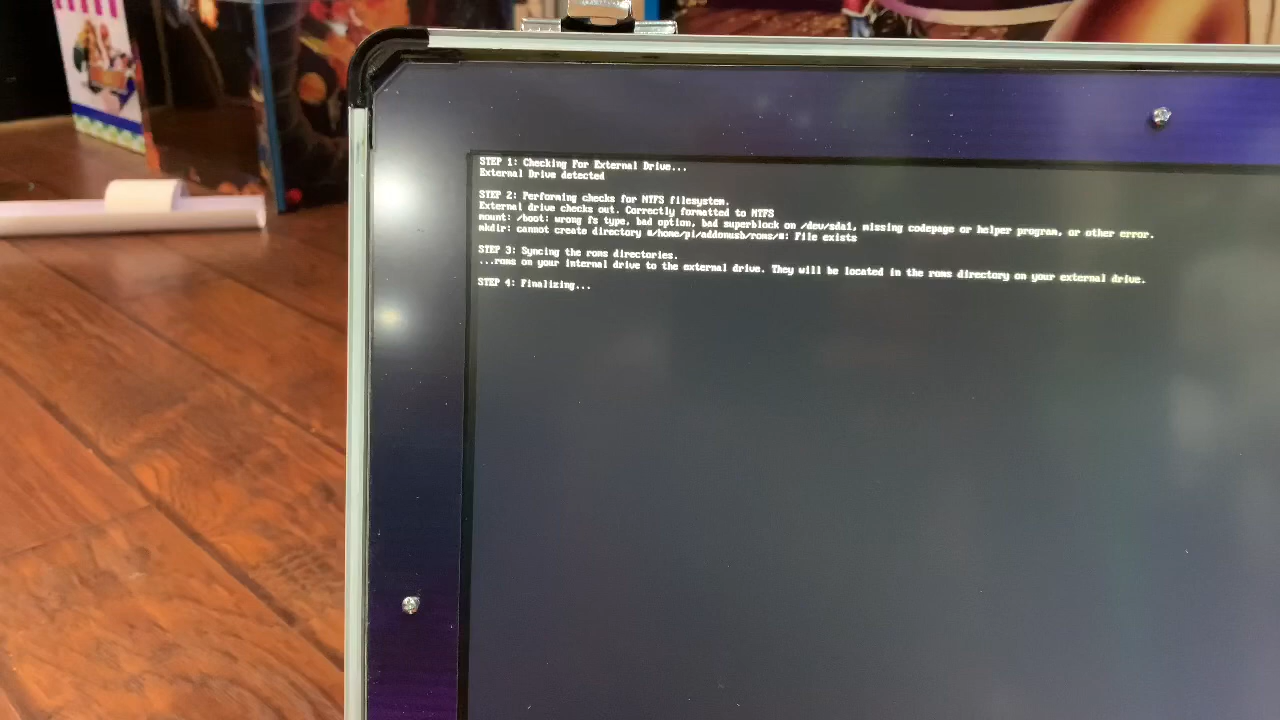 STEP 1: Checking For External Drive...
External Drive detected
STEP 2: Performing checks for NTFS filesystem.
External drive checks out. Correctly formatted to NTFS
mount: /boot: wrong fs type, bad option, bad superblock on /dev/sda1, missing codepage or helper program, or other error.
mkdir: cannot create directory m/home/pi/addonusb/roms/m: File exists
STEP 3: Syncing the roms directories.
...roms on your internal drive to the external drive. They will be located in the roms directory on your external drive.
STEP 4: Finalizing...